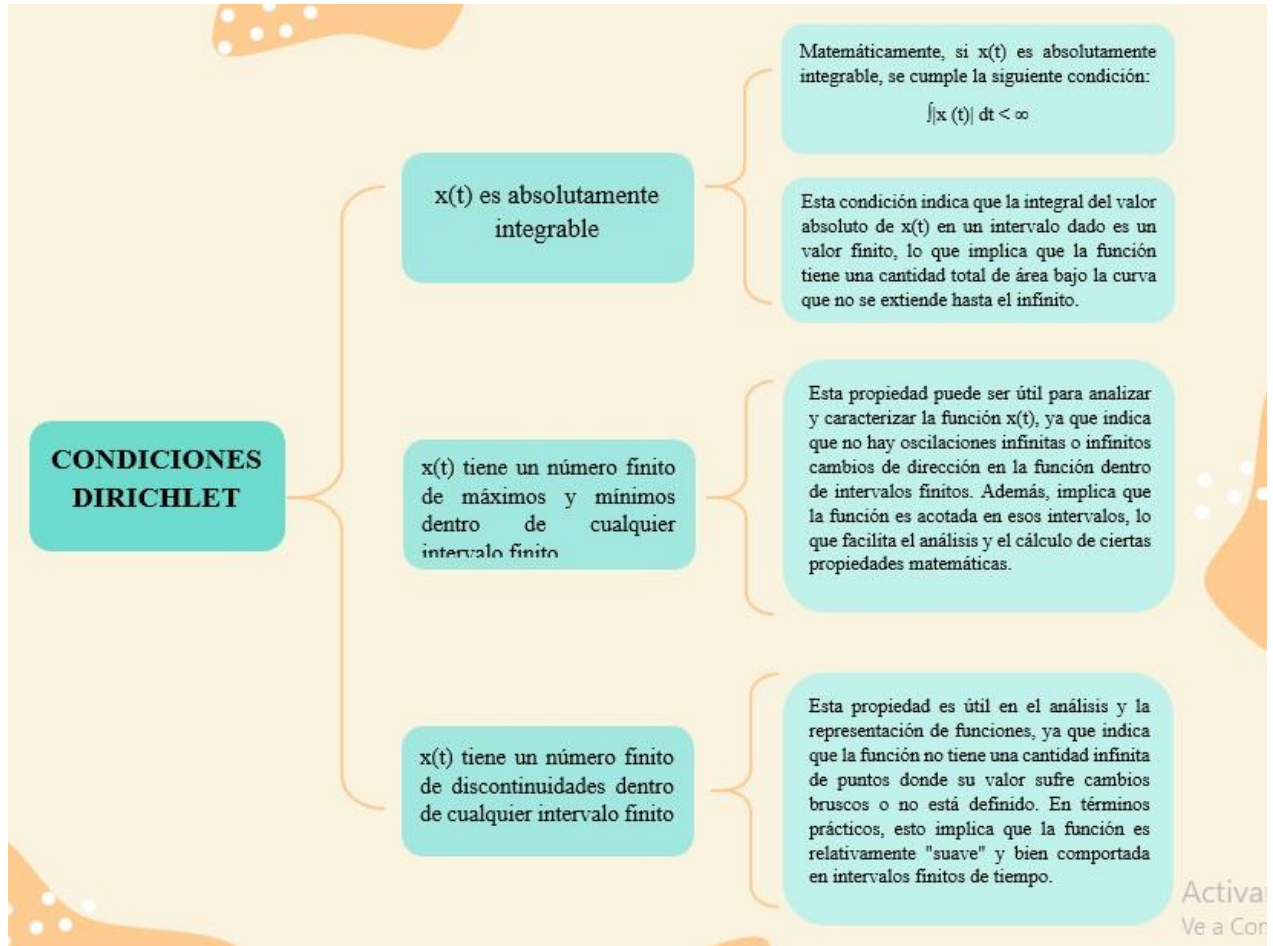 Matemáticamente, si x(t) es absolutamente
integrable, se cumple la siguiente condición:
∫|x (t)| dt < ∞
x(t) es absolutamente
integrable
Esta condición indica que la integral del valor
absoluto de x(t) en un intervalo dado es un
valor finito, lo que implica que la función
tiene una cantidad total de área bajo la curva
que no se extiende hasta el infinito.
CONDICIONES
DIRICHLET
x(t) tiene un número finito
de máximos y mínimos
dentro de cualquier
intervalo finito
Esta propiedad puede ser útil para analizar
y caracterizar la función x(t), ya que indica
que no hay oscilaciones infinitas o infinitos
cambios de dirección en la función dentro
de intervalos finitos. Además, implica que
la función es acotada en esos intervalos, lo
que facilita el análisis y el cálculo de ciertas
propiedades matemáticas.
x(t) tiene un número finito
de discontinuidades dentro
de cualquier intervalo finito
Esta propiedad es útil en el análisis y la
representación de funciones, ya que indica
que la función no tiene una cantidad infinita
de puntos donde su valor sufre cambios
bruscos o no está definido. En términos
prácticos, esto implica que la función es
relativamente "suave" y bien comportada
en intervalos finitos de tiempo.
Activa
Ve a Con